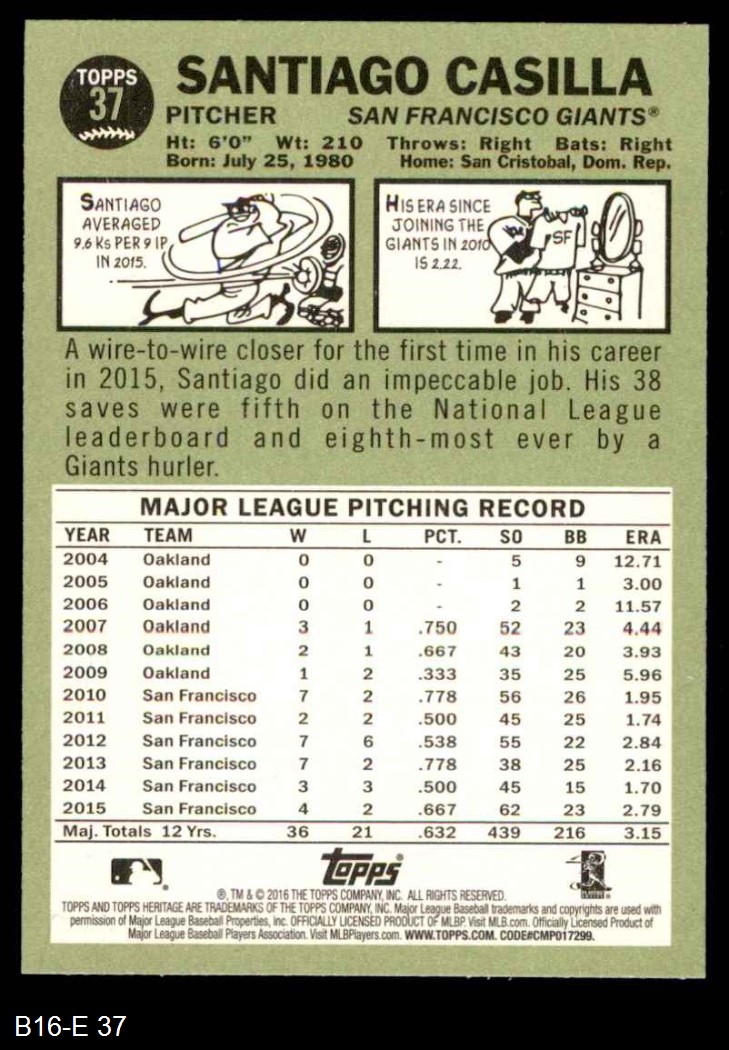 TOPPS
37
SANTIAGO CASILLA
PITCHER SAN FRANCISCO GIANTS®
Ht: 6'0" Wt: 210 Throws: Right Bats: Right
Born: July 25, 1980 Home: San Cristobal, Dom. Rep.
SANTIAGO
AVERAGED
9.6 Ks PER 9 IP
IN 2015.
HIS ERA SINCE
JOINING THE
GIANTS IN 2010
IS 2.22.
SF
A wire-to-wire closer for the first time in his career
in 2015, Santiago did an impeccable job. His 38
saves were fifth on the National League
leaderboard and eighth-most ever by a
Giants hurler.
MAJOR LEAGUE PITCHING RECORD
YEAR TEAM W L PCT. SO BB ERA
2004 Oakland 0 0 - 5 9 12.71
2005 Oakland 0 0 - 1 1 3.00
2006 Oakland 0 0 - 2 2 11.57
2007 Oakland 3 1 .750 52 23 4.44
2008 Oakland 2 1 .667 43 20 3.93
2009 Oakland 1 2 .333 35 25 5.96
2010 San Francisco 7 2 .778 56 26 1.95
2011 San Francisco 2 2 .500 45 25 1.74
2012 San Francisco 7 6 .538 55 22 2.84
2013 San Francisco 7 2 .778 38 25 2.16
2014 San Francisco 3 3 .500 45 15 1.70
2015 San Francisco 4 2 .667 62 23 2.79
Maj. Totals 12 Yrs. 36 21 .632 439 216 3.15
topps
®, TM & © 2016 THE TOPPS COMPANY, INC. ALL RIGHTS RESERVED.
TOPPS AND TOPPS HERITAGE ARE TRADEMARKS OF THE TOPPS COMPANY, INC. Major League Baseball trademarks and copyrights are used with
permission of Major League Baseball Properties, Inc. OFFICIALLY LICENSED PRODUCT OF MLBP. Visit MLB.com. Officially Licensed Product of
Major League Baseball Players Association. Visit MLBPlayers.com. WWW.TOPPS.COM. CODE#CMP017299.
B16-E 37